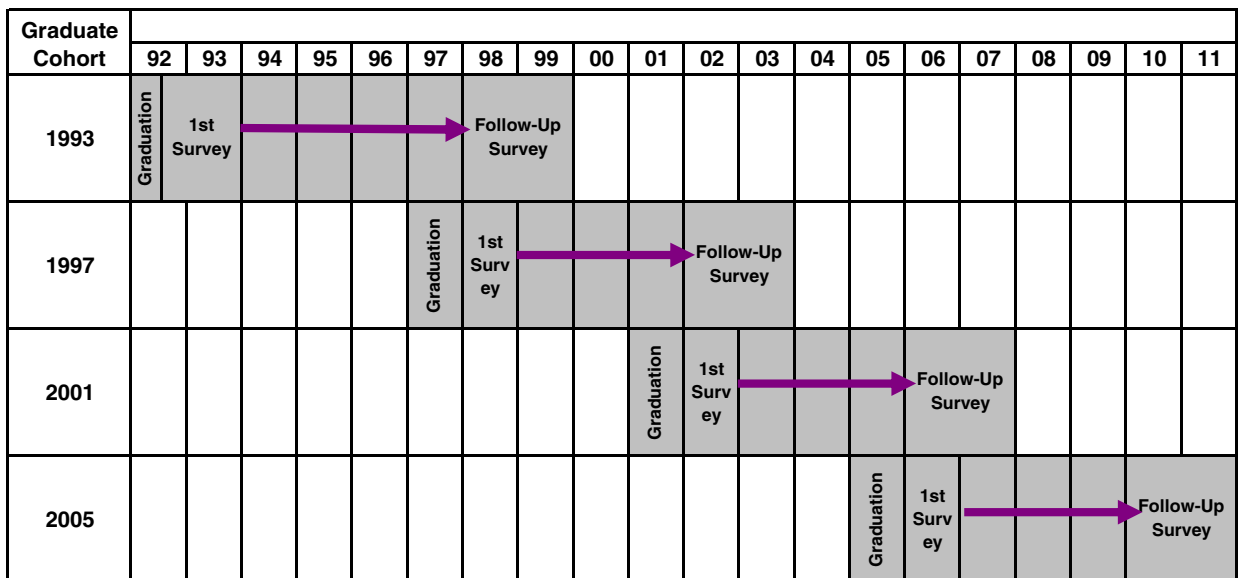 Graduate
Cohort
92 93 94 95 96 97 98 99 00 01 02 03 04 05 06 07 08 09 10 11
1993
Graduation
1st
Survey
Follow-Up
Survey
1997
Graduation
1st
Surv
ey
Follow-Up
Survey
2001
Graduation
1st
Surv
ey
Follow-Up
Survey
2005
Graduation
1st
Surv
ey
Follow-Up
Survey